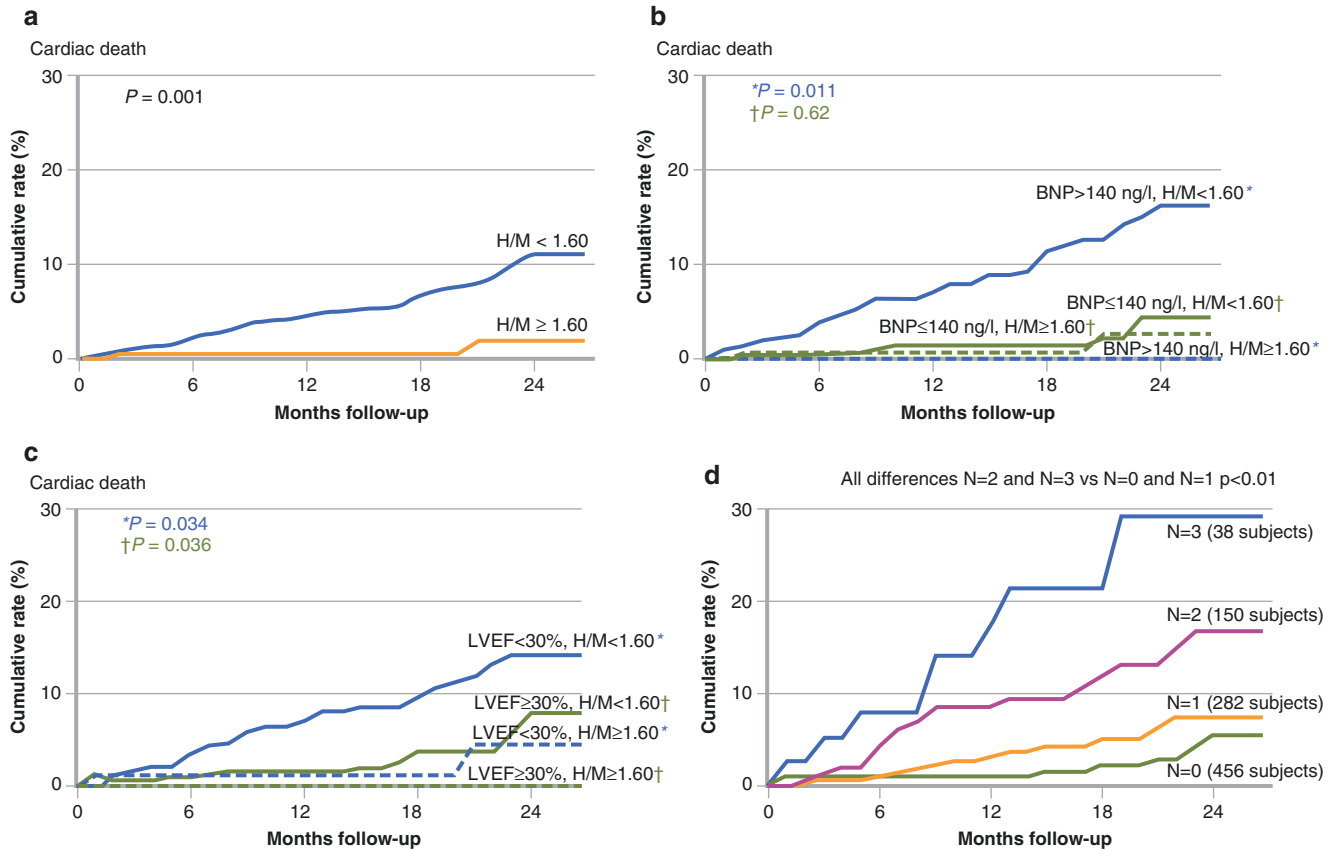 a
Cardiac death
30
20
10
0
P = 0.001
H/M < 1.60
H/M ≥ 1.60
0 6 12 18 24
Months follow-up
Cumulative rate (%)
b
Cardiac death
30
20
10
0
*P = 0.011
†P = 0.62
BNP>140 ng/l, H/M<1.60*
BNP≤140 ng/l, H/M<1.60†
BNP≤140 ng/l, H/M≥1.60†
BNP>140 ng/l, H/M≥1.60*
0 6 12 18 24
Months follow-up
Cumulative rate (%)
c
Cardiac death
30
20
10
0
*P = 0.034
†P = 0.036
LVEF<30%, H/M<1.60*
LVEF≥30%, H/M<1.60†
LVEF<30%, H/M≥1.60*
LVEF≥30%, H/M≥1.60†
0 6 12 18 24
Months follow-up
Cumulative rate (%)
d
All differences N=2 and N=3 vs N=0 and N=1 p<0.01
30
20
10
0
N=3 (38 subjects)
N=2 (150 subjects)
N=1 (282 subjects)
N=0 (456 subjects)
0 6 12 18 24
Months follow-up
Cumulative rate (%)